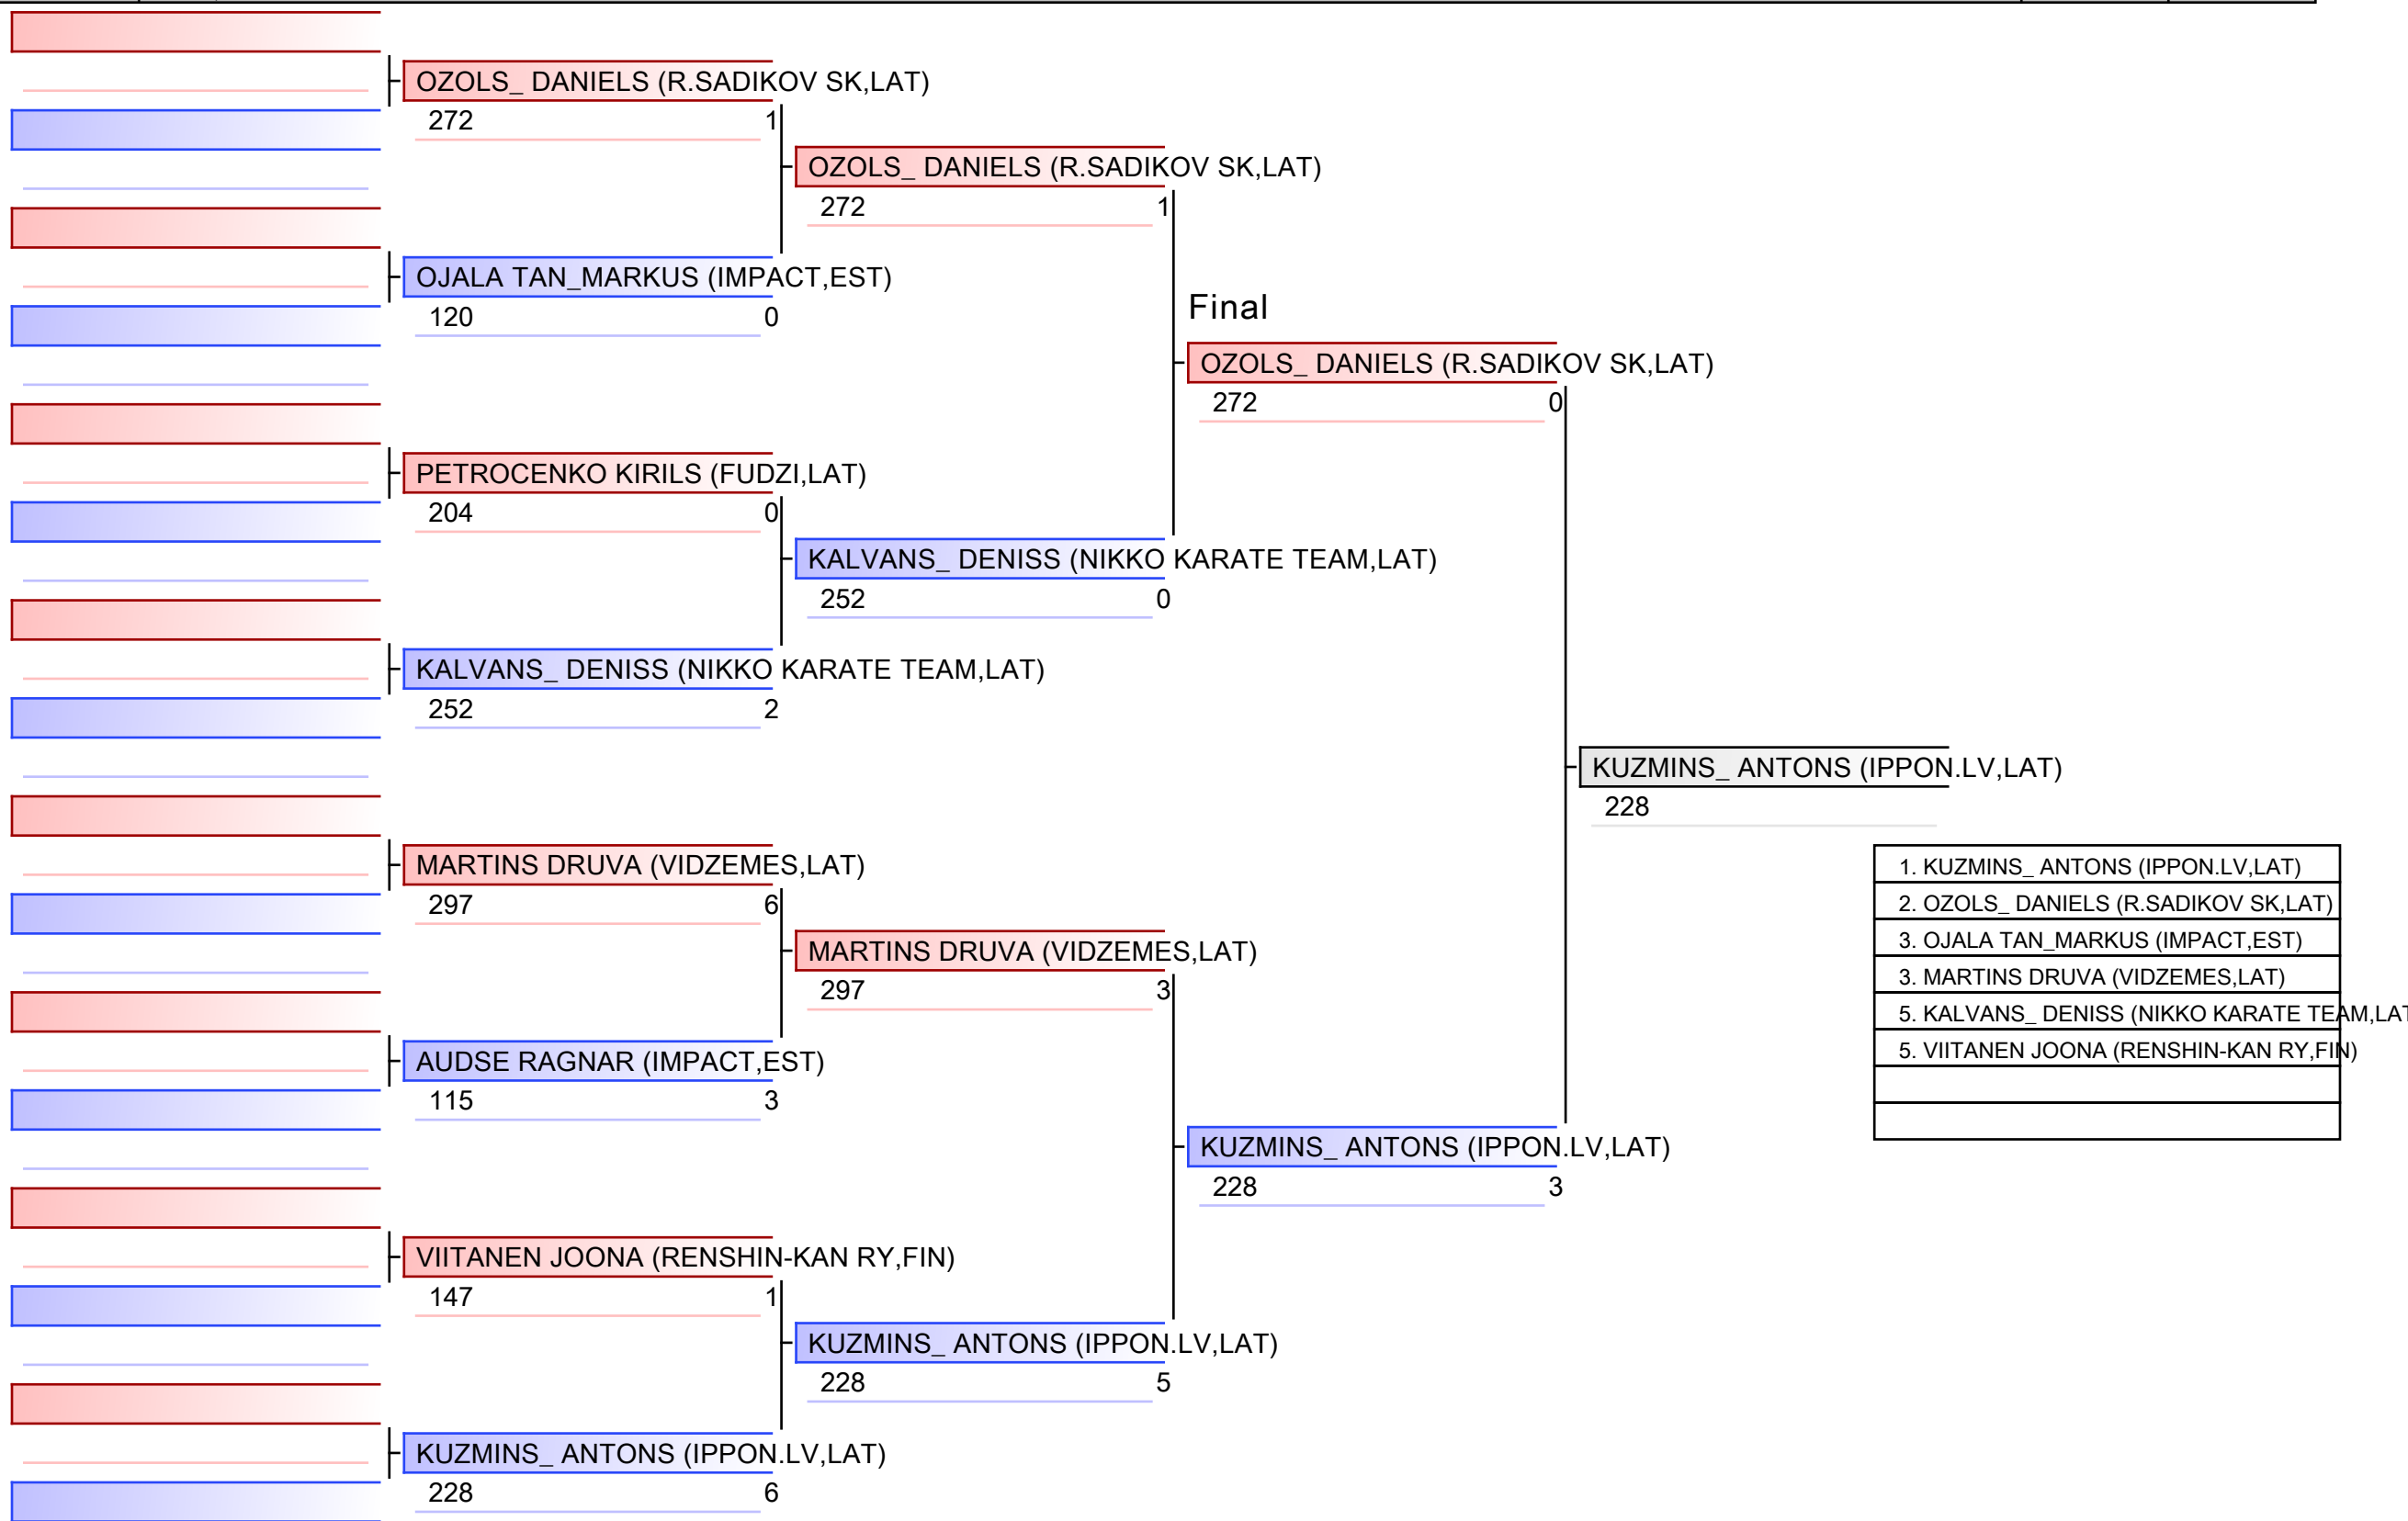 OZOLS_ DANIELS (R.SADIKOV SK,LAT)
272 1
OJALA TAN_MARKUS (IMPACT,EST)
120 0
PETROCENKO KIRILS (FUDZI,LAT)
204 0
KALVANS_ DENISS (NIKKO KARATE TEAM,LAT)
252 2
MARTINS DRUVA (VIDZEMES,LAT)
297 6
AUDSE RAGNAR (IMPACT,EST)
115 3
VIITANEN JOONA (RENSHIN-KAN RY,FIN)
147 1
KUZMINS_ ANTONS (IPPON.LV,LAT)
228 6
OZOLS_ DANIELS (R.SADIKOV SK,LAT)
272 1
KALVANS_ DENISS (NIKKO KARATE TEAM,LAT)
252 0
MARTINS DRUVA (VIDZEMES,LAT)
297 3
KUZMINS_ ANTONS (IPPON.LV,LAT)
228 5
Final
OZOLS_ DANIELS (R.SADIKOV SK,LAT)
272 0
KUZMINS_ ANTONS (IPPON.LV,LAT)
228 3
KUZMINS_ ANTONS (IPPON.LV,LAT)
228
1. KUZMINS_ ANTONS (IPPON.LV,LAT)
2. OZOLS_ DANIELS (R.SADIKOV SK,LAT)
3. OJALA TAN_MARKUS (IMPACT,EST)
3. MARTINS DRUVA (VIDZEMES,LAT)
5. KALVANS_ DENISS (NIKKO KARATE TEAM,LAT
5. VIITANEN JOONA (RENSHIN-KAN RY,FIN)